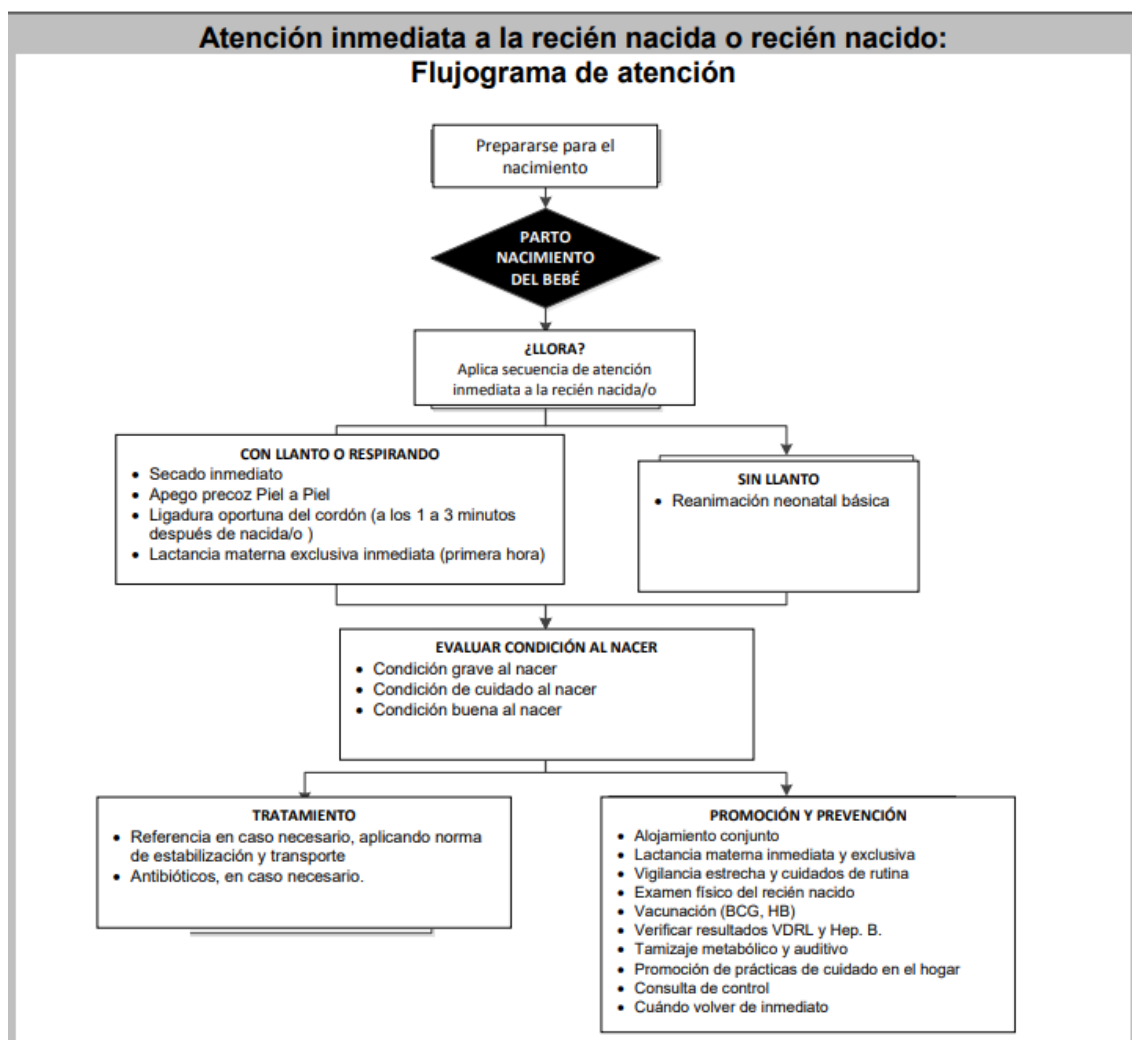 Atención inmediata a la recién nacida o recién nacido:
Flujograma de atención
Prepararse para el
nacimiento
PARTO
NACIMIENTO
DEL BEBÉ
¿LLORA?
Aplica secuencia de atención
inmediata a la recién nacida/o
CON LLANTO O RESPIRANDO
• Secado inmediato
• Apego precoz Piel a Piel
• Ligadura oportuna del cordón (a los 1 a 3 minutos
después de nacida/o )
• Lactancia materna exclusiva inmediata (primera hora)
SIN LLANTO
• Reanimación neonatal básica
EVALUAR CONDICIÓN AL NACER
• Condición grave al nacer
• Condición de cuidado al nacer
• Condición buena al nacer
TRATAMIENTO
• Referencia en caso necesario, aplicando norma
de estabilización y transporte
• Antibióticos, en caso necesario.
PROMOCIÓN Y PREVENCIÓN
• Alojamiento conjunto
• Lactancia materna inmediata y exclusiva
• Vigilancia estrecha y cuidados de rutina
• Examen físico del recién nacido
• Vacunación (BCG, HB)
• Verificar resultados VDRL y Hep. B.
• Tamizaje metabólico y auditivo
• Promoción de prácticas de cuidado en el hogar
• Consulta de control
• Cuándo volver de inmediato